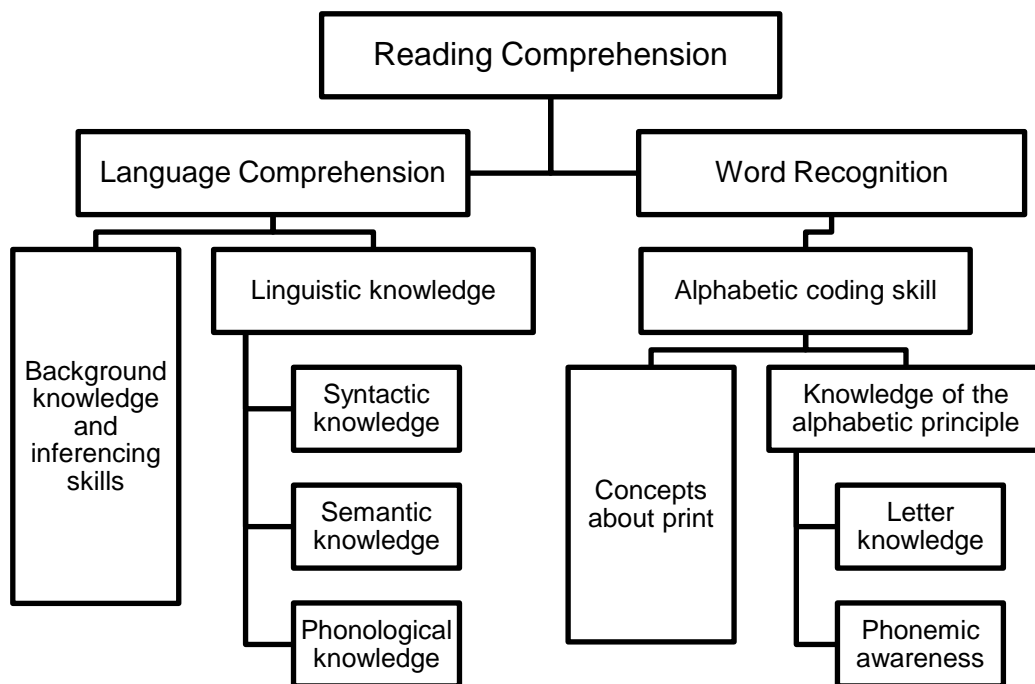 Reading Comprehension
Language Comprehension
Word Recognition
Background
knowledge
and
inferencing
skills
Linguistic knowledge
Syntactic
knowledge
Semantic
knowledge
Phonological
knowledge
Alphabetic coding skill
Concepts
about print
Knowledge of the
alphabetic principle
Letter
knowledge
Phonemic
awareness